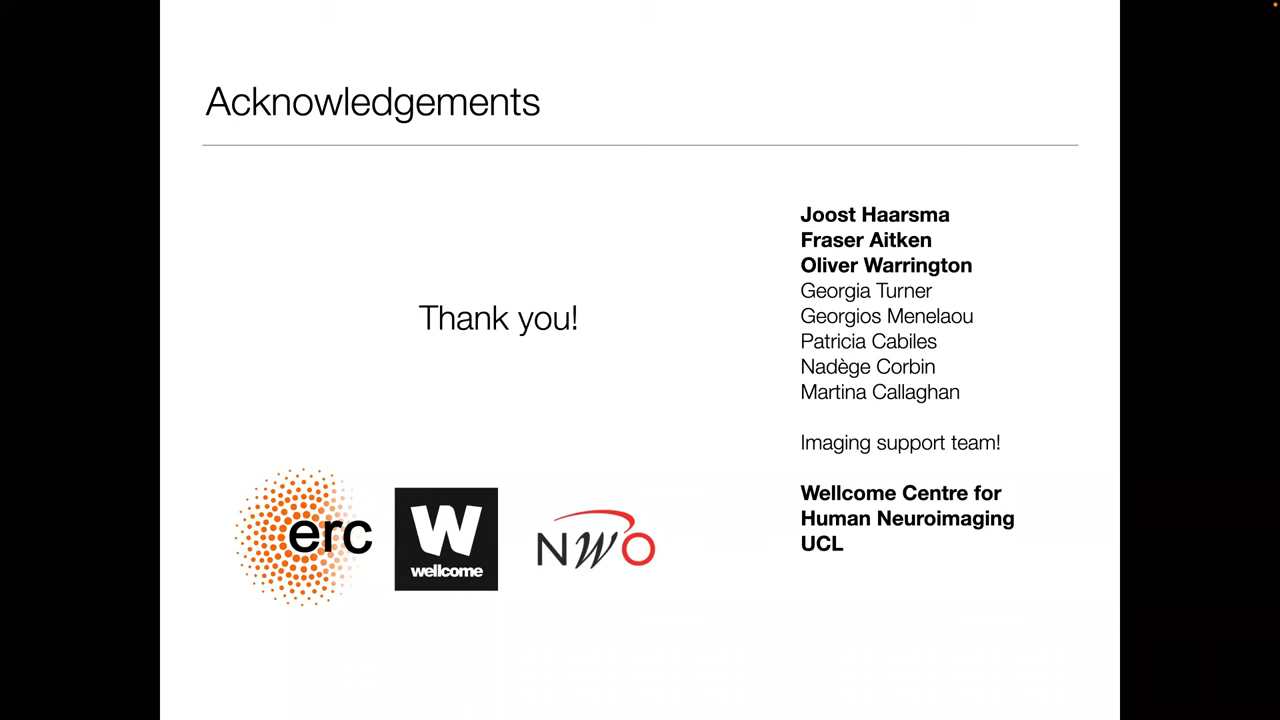 Acknowledgements
Thank you!
Joost Haarsma
Fraser Aitken
Oliver Warrington
Georgia Turner
Georgios Menelaou
Patricia Cabiles
Nadège Corbin
Martina Callaghan
Imaging support team!
Wellcome Centre for
Human Neuroimaging
UCL
erc
W
wellcome
NWO